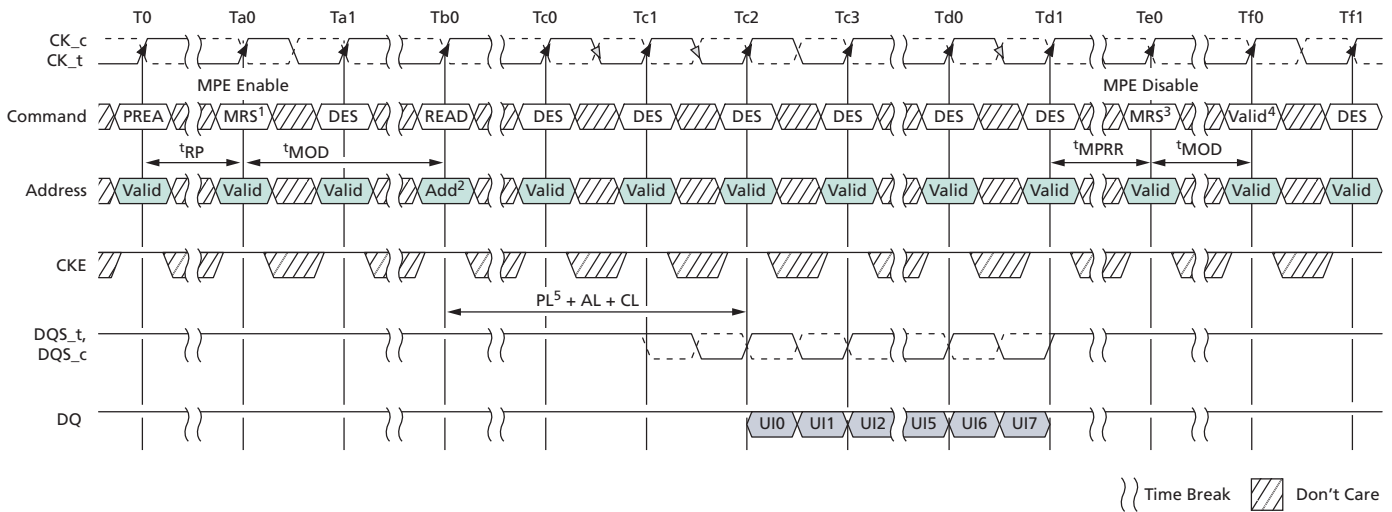 T0 Ta0 Ta1 Tb0 Tc0 Tc1 Tc2 Tc3 Td0 Td1 Te0 Tf0 Tf1
CK_c
CK_t
MPE Enable MPE Disable
Command PREA MRS¹ DES READ DES DES DES DES DES DES MRS³ Valid⁴ DES
tRP tMOD tMPRR tMOD
Address Valid Valid Valid Add² Valid Valid Valid Valid Valid Valid Valid Valid Valid
CKE
PL⁵ + AL + CL
DQS_t,
DQS_c
DQ UI0 UI1 UI2 UI5 UI6 UI7
Time Break Don't Care